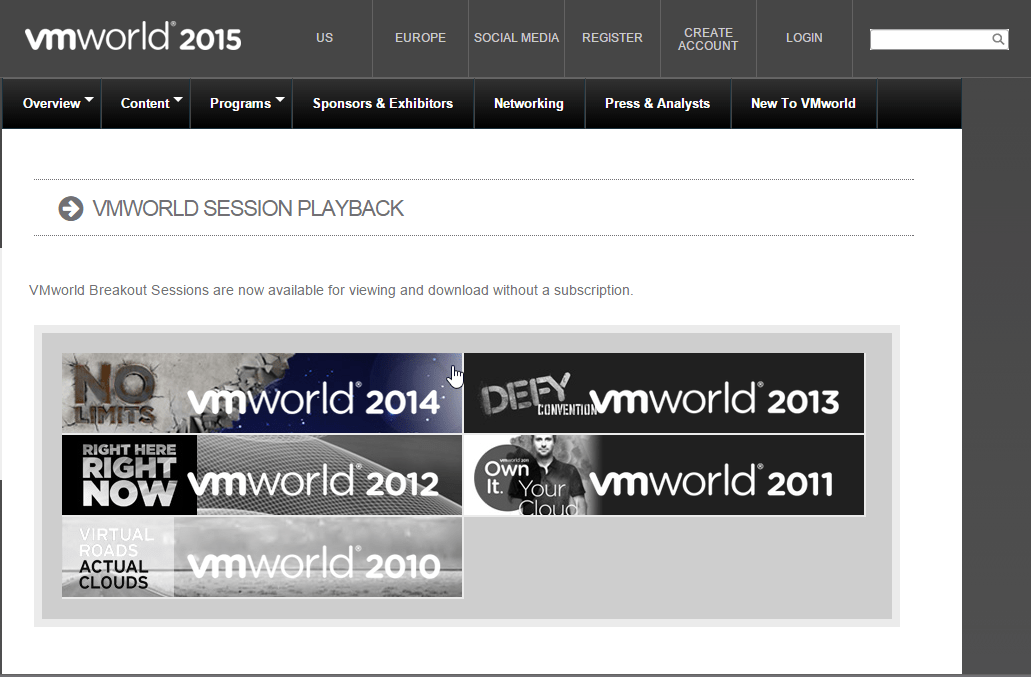 vmworld® 2015
US
EUROPE
SOCIAL MEDIA
REGISTER
CREATE
ACCOUNT
LOGIN
Overview
Content
Programs
Sponsors & Exhibitors
Networking
Press & Analysts
New To VMworld
VMWORLD SESSION PLAYBACK
VMworld Breakout Sessions are now available for viewing and download without a subscription.
NO
LIMITS
vmworld® 2014
DEFY
CONVENTION
vmworld® 2013
RIGHT HERE
RIGHT
NOW
vmworld® 2012
vmworld 2011
Own
It.
Your
Cloud
vmworld® 2011
VIRTUAL
ROADS
ACTUAL
CLOUDS
vmworld® 2010